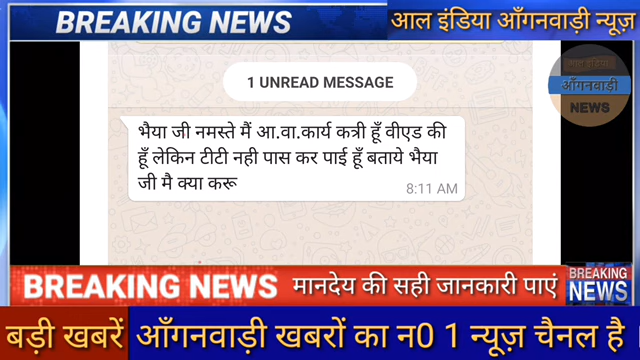 BREAKING NEWS
आल इंडिया आँगनवाड़ी न्यूज़
1 UNREAD MESSAGE
आल इंडिया
आँगनवाड़ी
NEWS
भैया जी नमस्ते मैं आ.वा.कार्य कत्री हूँ वीएड की
हूँ लेकिन टीटी नही पास कर पाई हूँ बताये भैया
जी मै क्या करू
8:11 AM
BREAKING NEWS
मानदेय की सही जानकारी पाएं
BREAKING
NEWS
बड़ी खबरें
आँगनवाड़ी खबरों का न0 1 न्यूज़ चैनल है